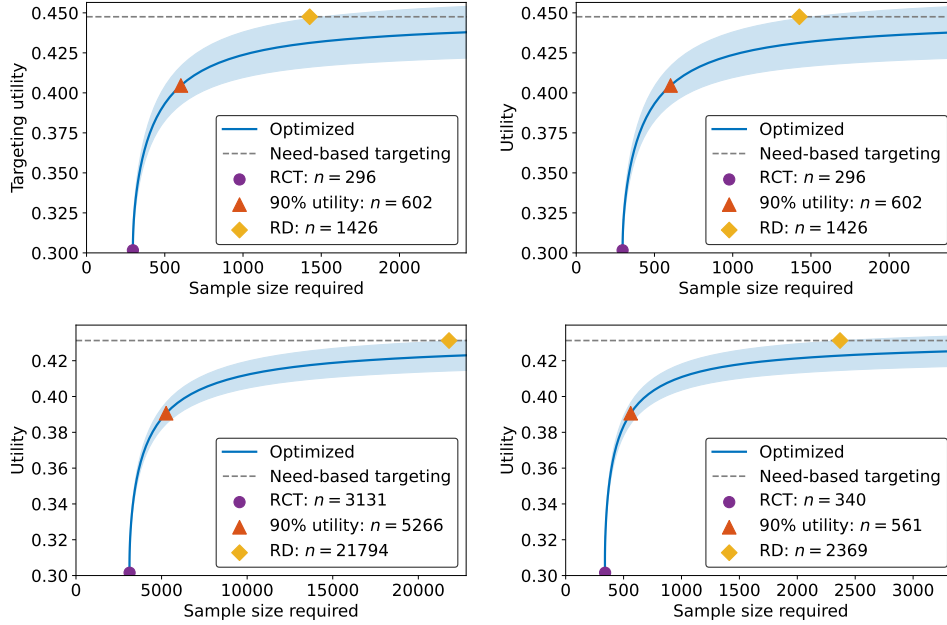 0.450
0.425
0.400
0.375
0.350
0.325
0.300
Targeting utility
Optimized
Need-based targeting
RCT: n = 296
90% utility: n = 602
RD: n = 1426
0 500 1000 1500 2000
Sample size required
0.450
0.425
0.400
0.375
0.350
0.325
0.300
Utility
Optimized
Need-based targeting
RCT: n = 296
90% utility: n = 602
RD: n = 1426
0 500 1000 1500 2000
Sample size required
0.42
0.40
0.38
0.36
0.34
0.32
0.30
Utility
Optimized
Need-based targeting
RCT: n = 3131
90% utility: n = 5266
RD: n = 21794
0 5000 10000 15000 20000
Sample size required
0.42
0.40
0.38
0.36
0.34
0.32
0.30
Utility
Optimized
Need-based targeting
RCT: n = 340
90% utility: n = 561
RD: n = 2369
0 500 1000 1500 2000 2500 3000
Sample size required